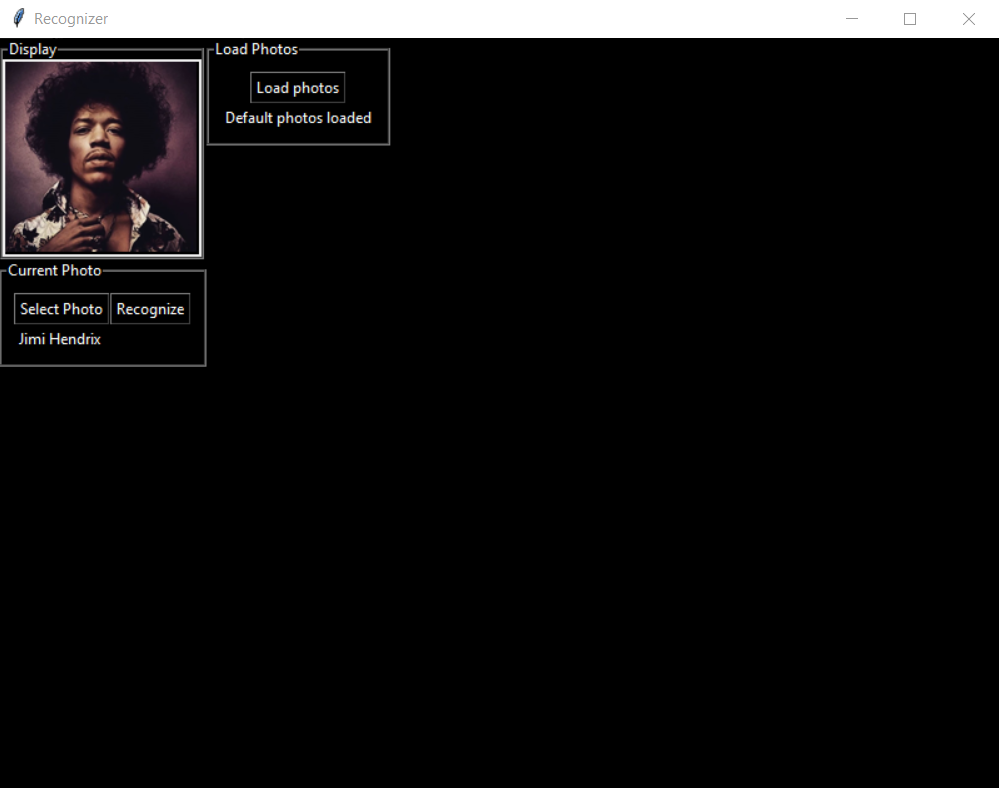 Recognizer
Display
Load Photos
Load photos
Default photos loaded
Current Photo
Select Photo Recognize
Jimi Hendrix